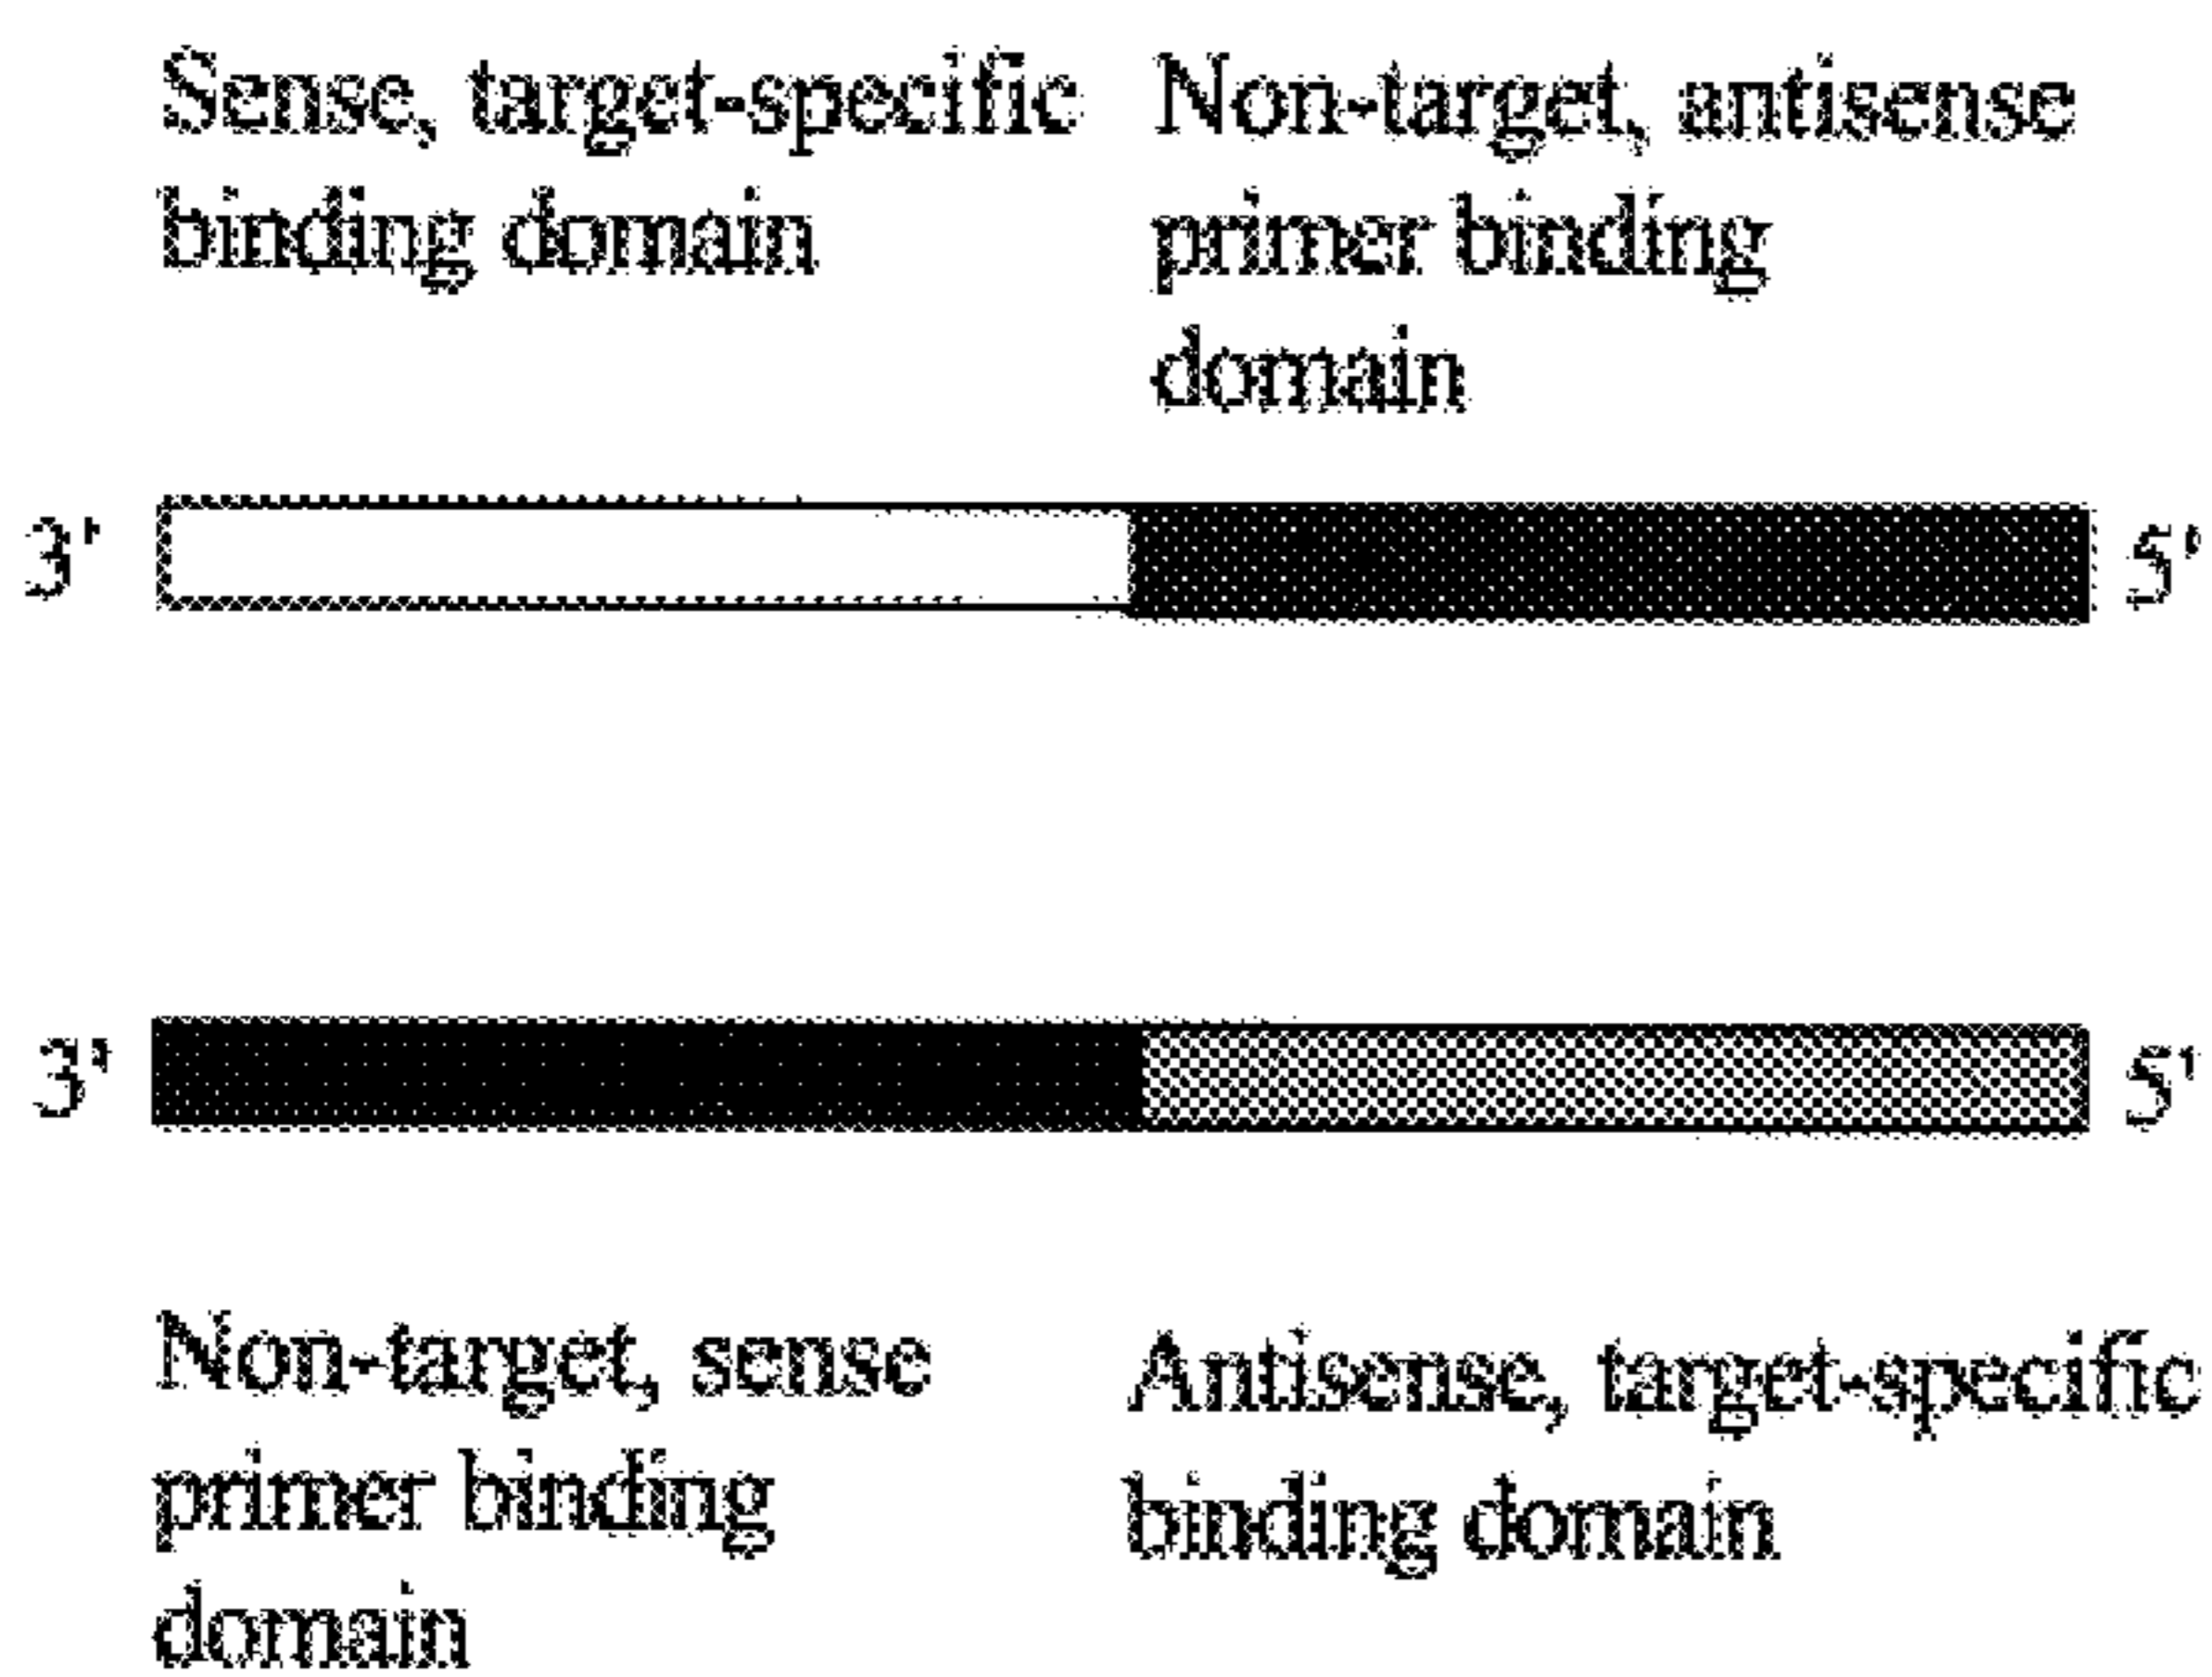 Sense, target-specific
binding domain
Non-target, antisense
primer binding
domain
3'
5'
3'
5'
Non-target, sense
primer binding
domain
Antisense, target-specific
binding domain